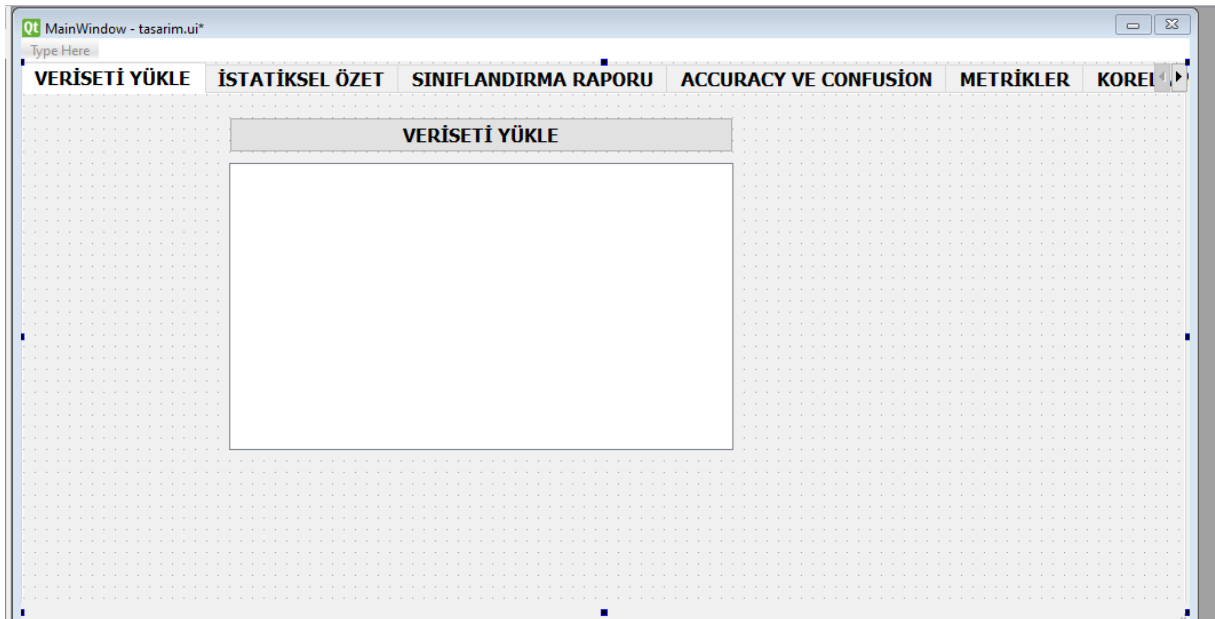 Qt MainWindow - tasarim.ui*
Type Here
VERİSETİ YÜKLE İSTATİKSEL ÖZET SINIFLANDIRMA RAPORU ACCURACY VE CONFUSİON METRİKLER
VERİSETİ YÜKLE